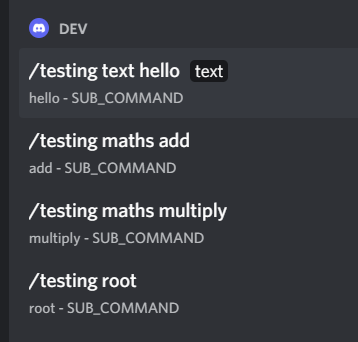 DEV
/testing text hello text
hello - SUB_COMMAND
/testing maths add
add - SUB_COMMAND
/testing maths multiply
multiply - SUB_COMMAND
/testing root
root - SUB_COMMAND